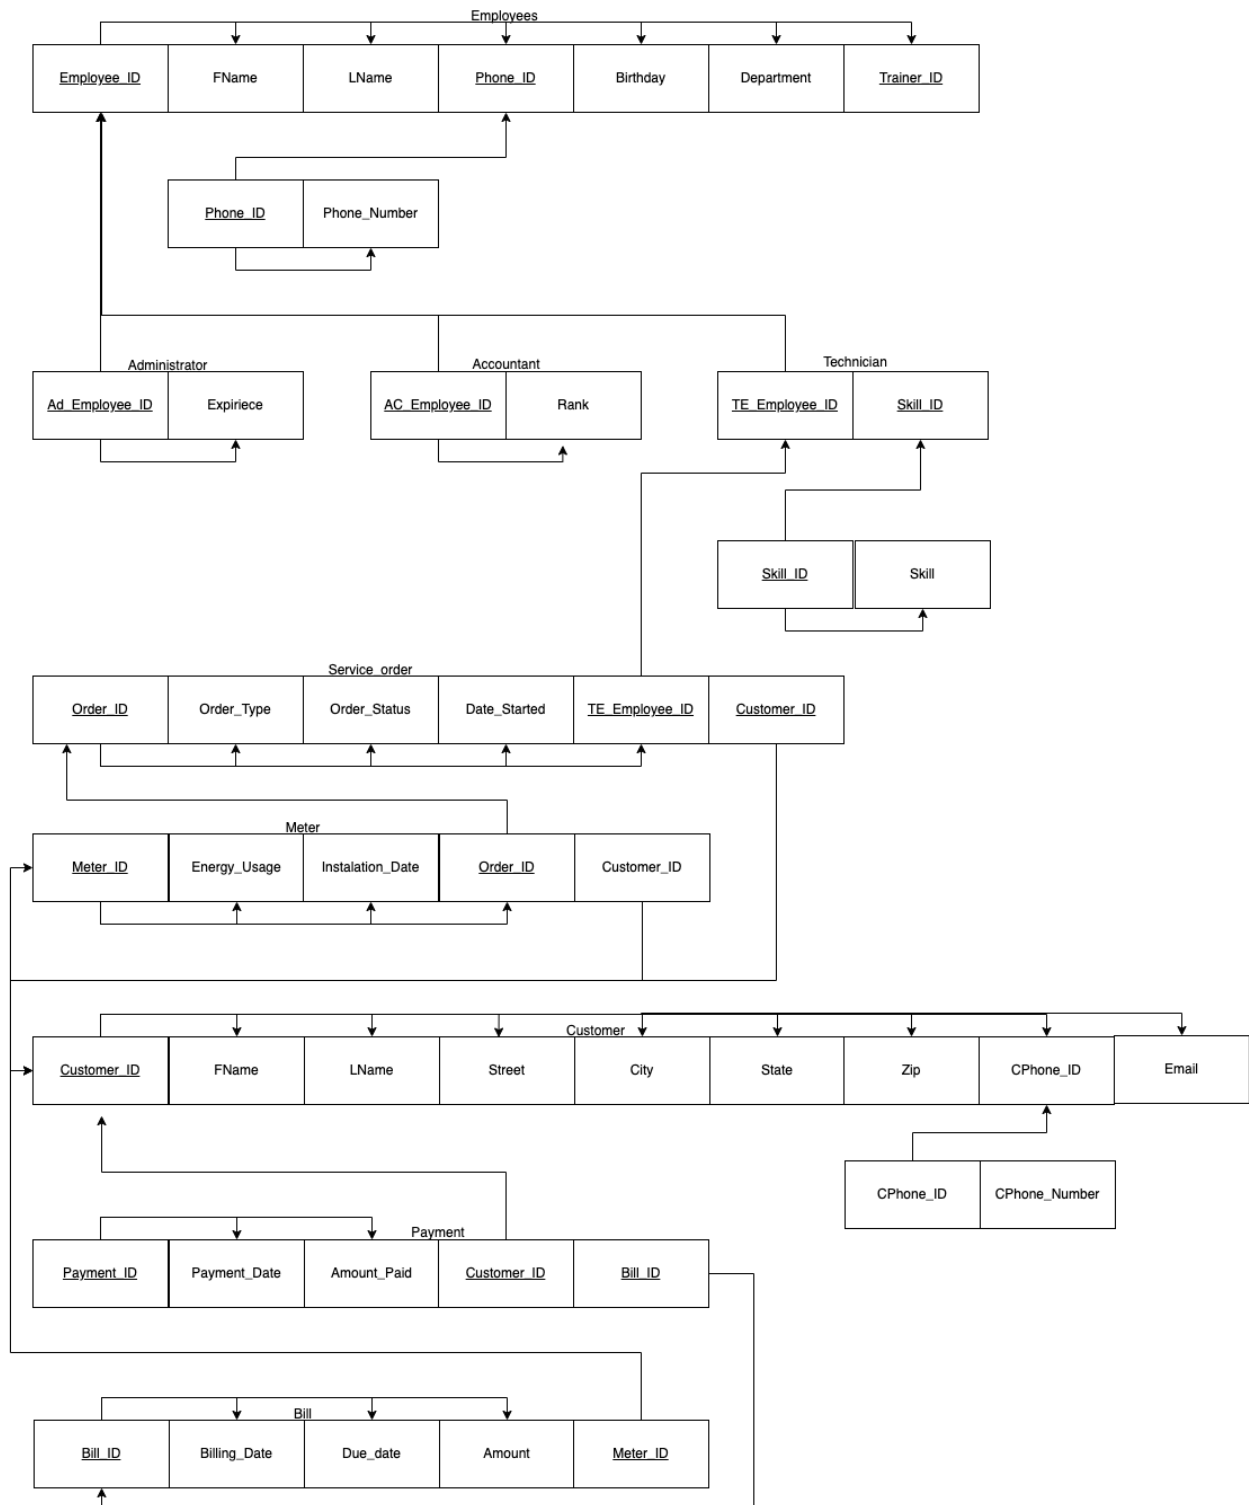 Employees
Employee_ID FName LName Phone_ID Birthday Department Trainer_ID
Phone_ID Phone_Number
Administrator Accountant Technician
Ad_Employee_ID Expiriece AC_Employee_ID Rank TE_Employee_ID Skill_ID
Skill_ID Skill
Service_order
Order_ID Order_Type Order_Status Date_Started TE_Employee_ID Customer_ID
Meter
Meter_ID Energy_Usage Instalation_Date Order_ID Customer_ID
Customer
Customer_ID FName LName Street City State Zip CPhone_ID Email
CPhone_ID CPhone_Number
Payment
Payment_ID Payment_Date Amount_Paid Customer_ID Bill_ID
Bill
Bill_ID Billing_Date Due_date Amount Meter_ID